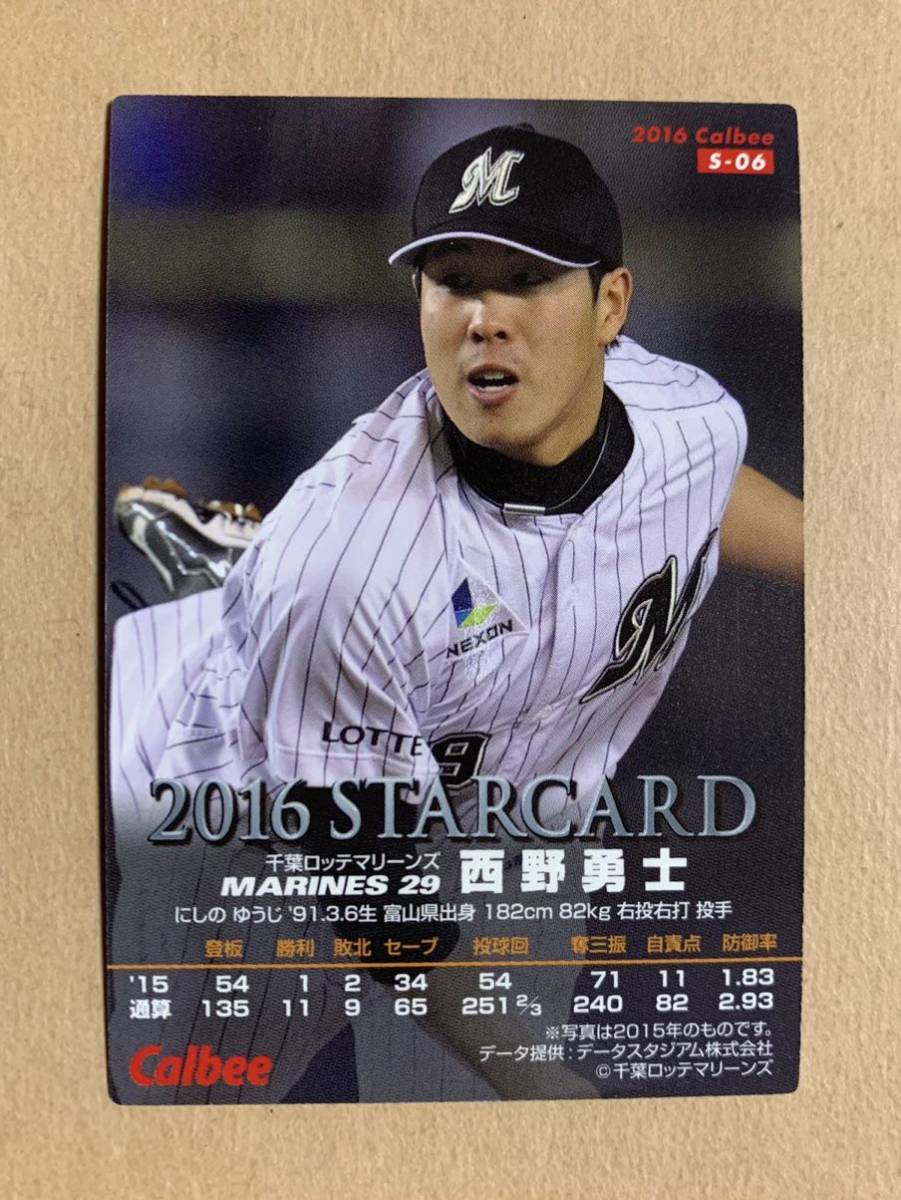 2016 Calbee
S-06
M
NEXON
M
LOTTE
9
2016 STARCARD
千葉ロッテマリーンズ
MARINES 29 西野勇士
にしの ゆうじ '91.3.6生 富山県出身 182cm 82kg 右投右打 投手
登板 勝利 敗北 セーブ 投球回 奪三振 自責点 防御率
'15 54 1 2 34 54 71 11 1.83
通算 135 11 9 65 251 2/3 240 82 2.93
※写真は2015年のものです。
データ提供:データスタジアム株式会社
©千葉ロッテマリーンズ
Calbee